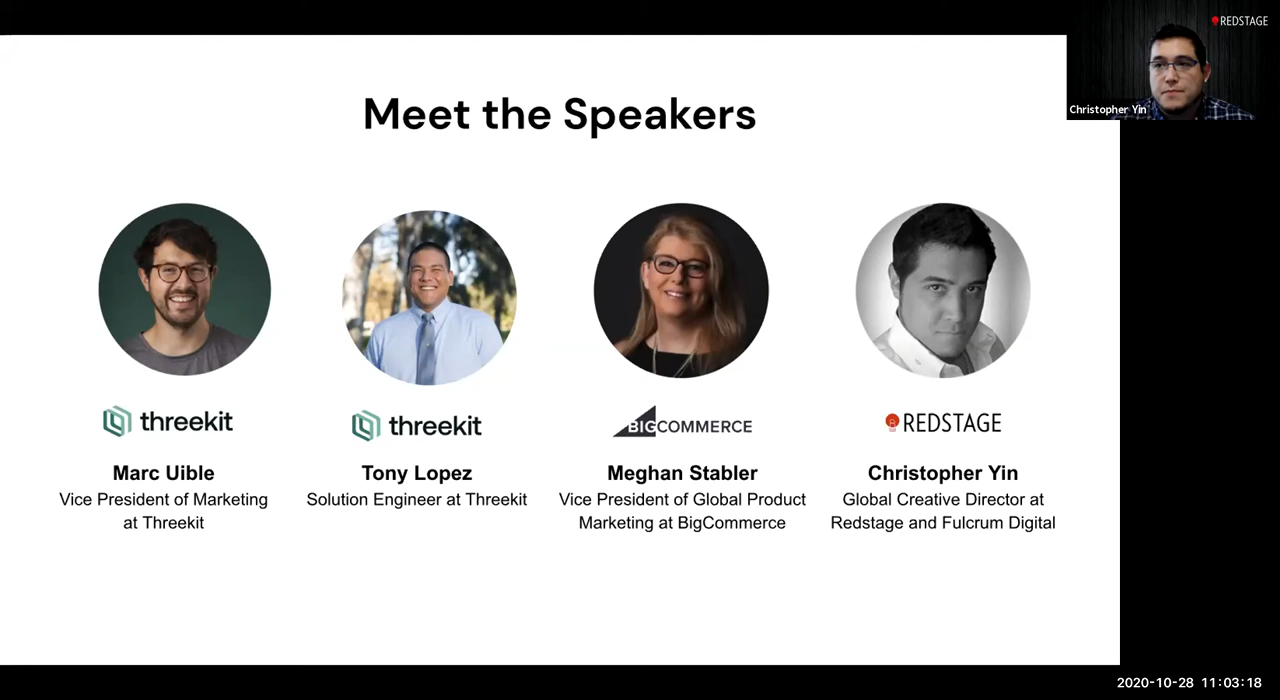 REDSTAGE
Christopher Yin
Meet the Speakers
threekit
threekit
BIGCOMMERCE
REDSTAGE
Marc Uible
Vice President of Marketing
at Threekit
Tony Lopez
Solution Engineer at Threekit
Meghan Stabler
Vice President of Global Product
Marketing at BigCommerce
Christopher Yin
Global Creative Director at
Redstage and Fulcrum Digital
2020-10-28 11:03:18